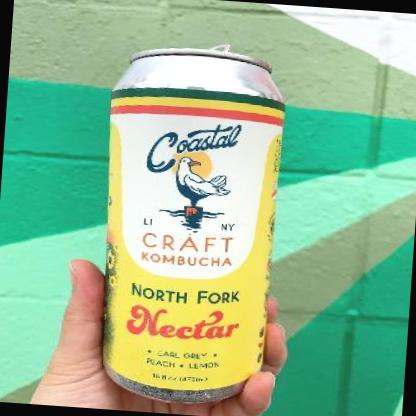 Coastal
LI NY
CRAFT
KOMBUCHA
NORTH FORK
Nectar
• EARL GREY •
PEACH • LEMON